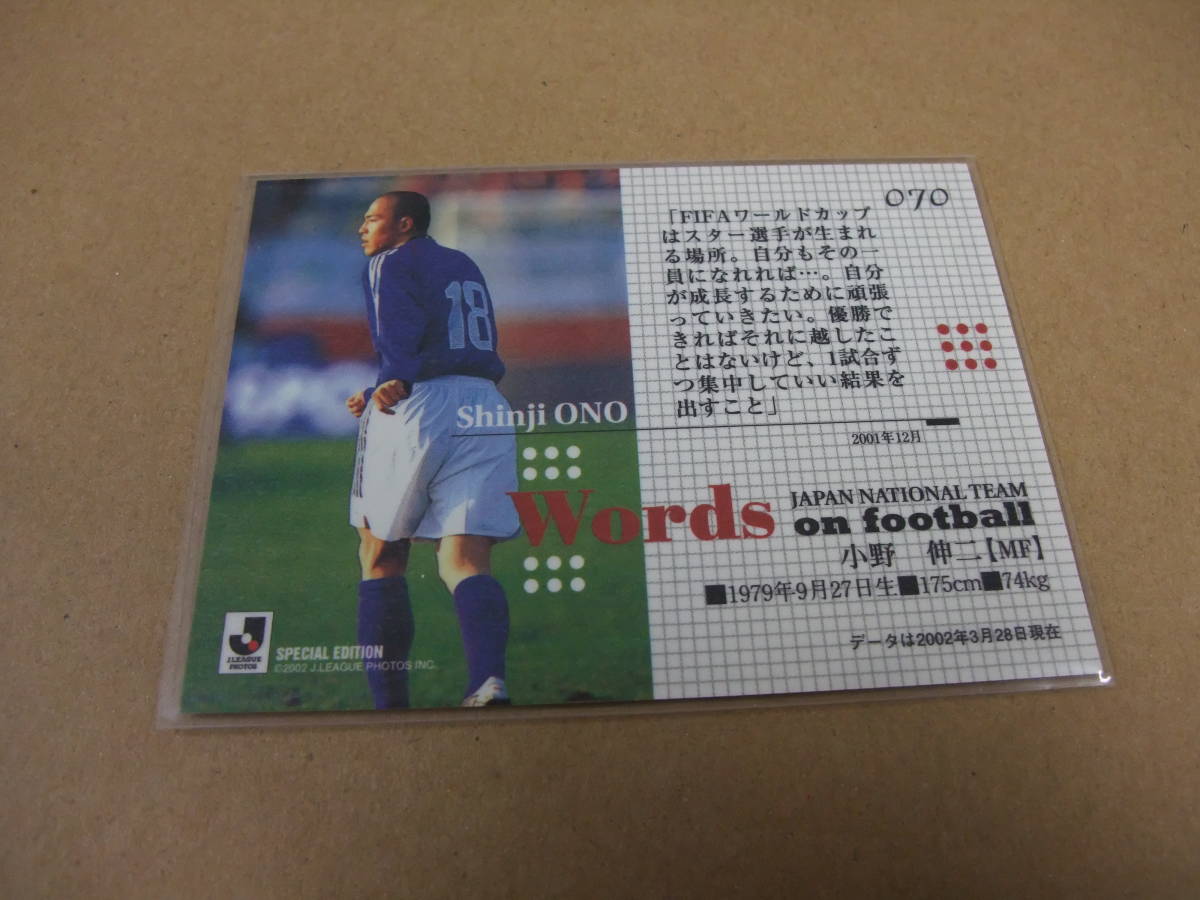 070
「FIFAワールドカップ
はスター選手が生まれ
る場所。自分もその一
員になれれば…。自分
が成長するために頑張
っていきたい。優勝で
きればそれに越したこ
とはないけど、1試合ず
つ集中していい結果を
出すこと」
2001年12月
18
Shinji ONO
Words
JAPAN NATIONAL TEAM
on football
小野 伸二【MF】
■1979年9月27日生■175cm■74kg
データは2002年3月28日現在
J.LEAGUE
PHOTOS
SPECIAL EDITION
©2002 J.LEAGUE PHOTOS INC.